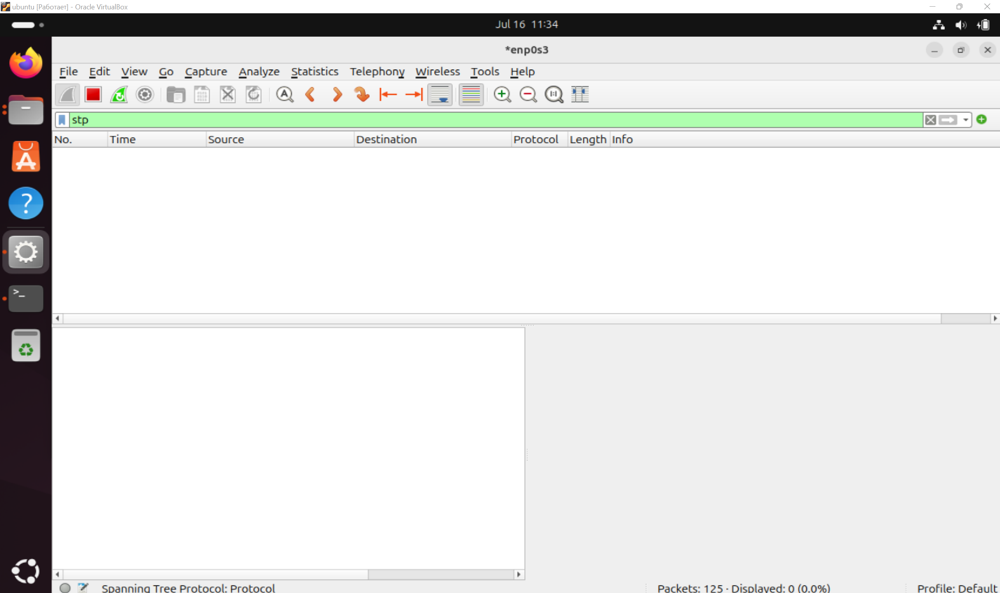 ubuntu [Работает] - Oracle VirtualBox
Jul 16 11:34
*enp0s3
File Edit View Go Capture Analyze Statistics Telephony Wireless Tools Help
stp
No. Time Source Destination Protocol Length Info
Spanning Tree Protocol: Protocol Packets: 125 · Displayed: 0 (0.0%) Profile: Default